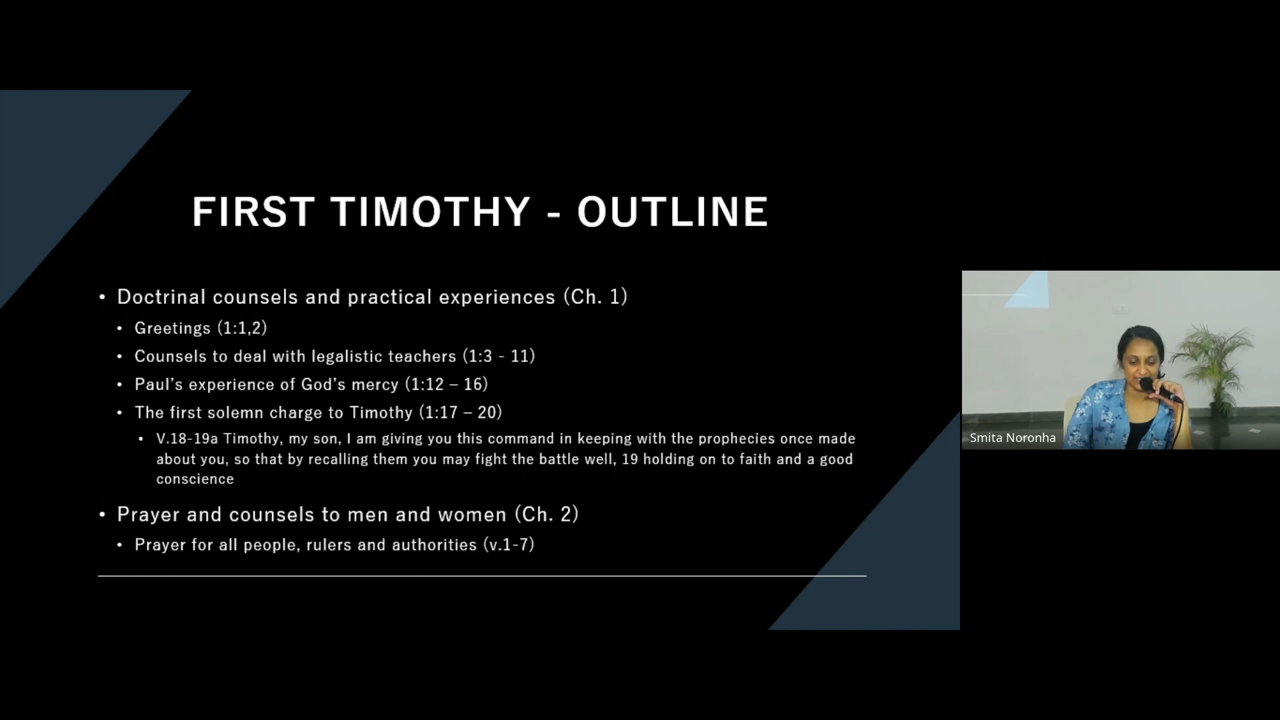 FIRST TIMOTHY - OUTLINE
• Doctrinal counsels and practical experiences (Ch. 1)
• Greetings (1:1,2)
• Counsels to deal with legalistic teachers (1:3 - 11)
• Paul's experience of God's mercy (1:12 – 16)
• The first solemn charge to Timothy (1:17 – 20)
• V.18-19a Timothy, my son, I am giving you this command in keeping with the prophecies once made
about you, so that by recalling them you may fight the battle well, 19 holding on to faith and a good
conscience
• Prayer and counsels to men and women (Ch. 2)
• Prayer for all people, rulers and authorities (v.1-7)
Smita Noronha